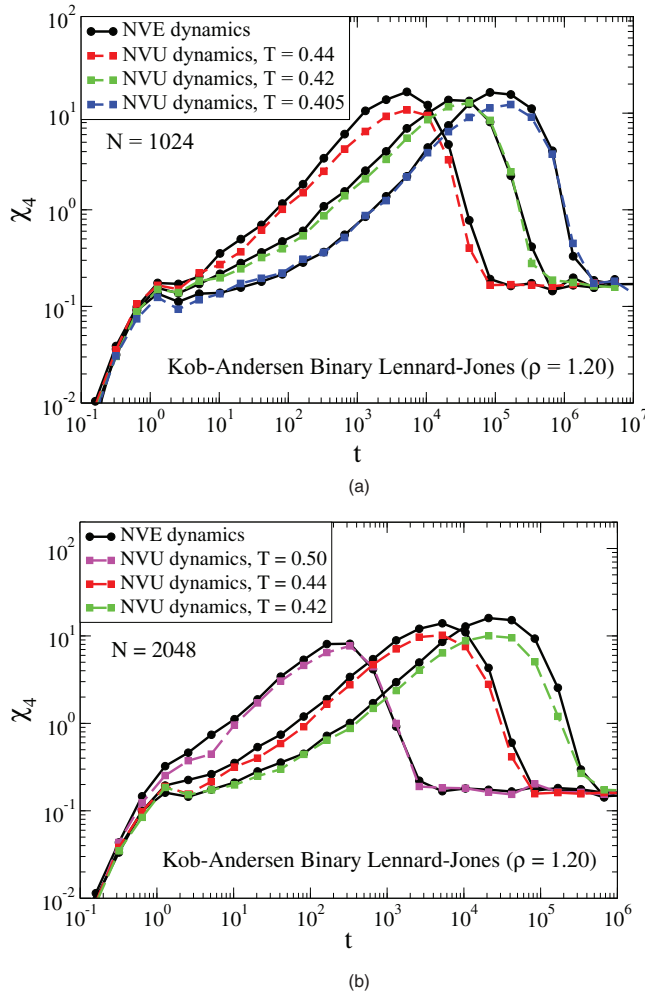 10^2
10^1
10^0
10^-1
10^-2
χ4
NVE dynamics
NVU dynamics, T = 0.44
NVU dynamics, T = 0.42
NVU dynamics, T = 0.405
N = 1024
Kob-Andersen Binary Lennard-Jones (ρ = 1.20)
10^-1 10^0 10^1 10^2 10^3 10^4 10^5 10^6 10^7
t
(a)
10^2
10^1
10^0
10^-1
10^-2
χ4
NVE dynamics
NVU dynamics, T = 0.50
NVU dynamics, T = 0.44
NVU dynamics, T = 0.42
N = 2048
Kob-Andersen Binary Lennard-Jones (ρ = 1.20)
10^-1 10^0 10^1 10^2 10^3 10^4 10^5 10^6
t
(b)